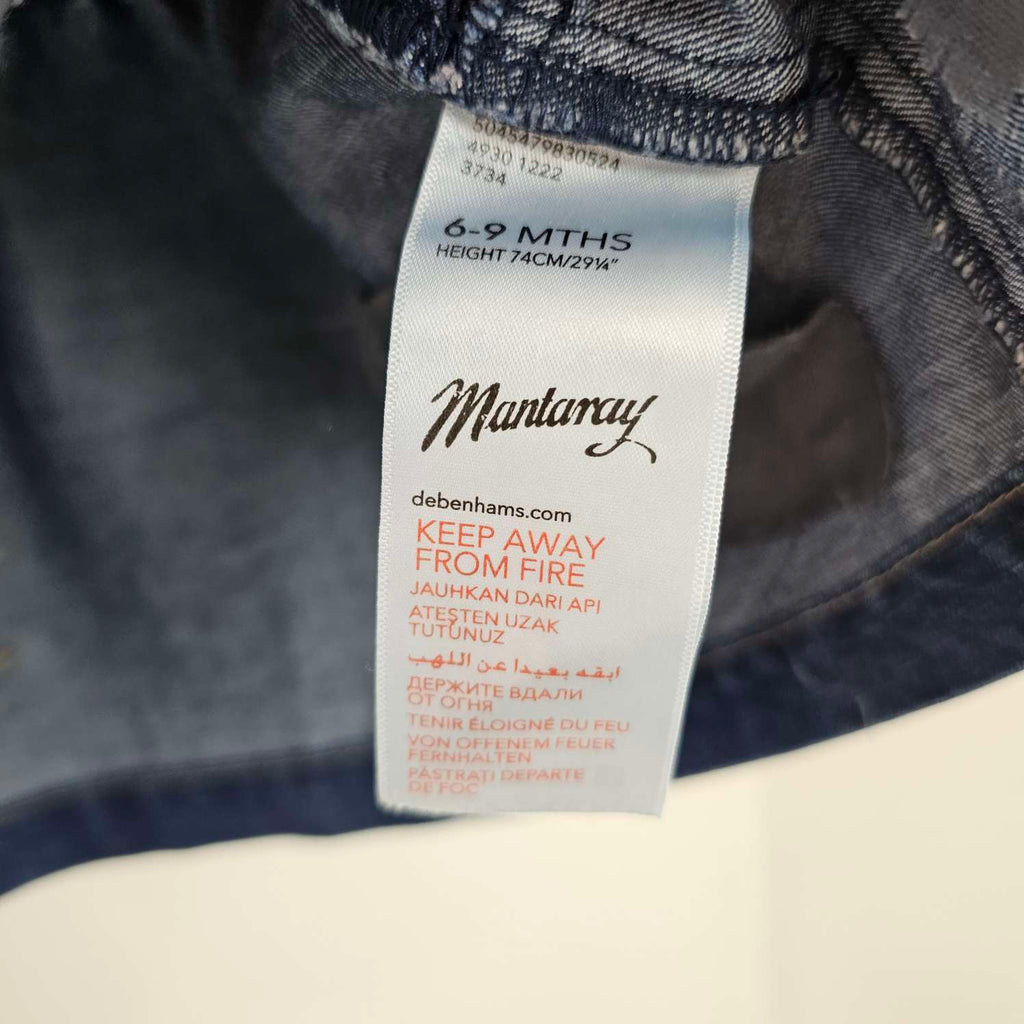 5045479830524
4930 1222
3734
6-9 MTHS
HEIGHT 74CM/29¼"
Mantaray
debenhams.com
KEEP AWAY
FROM FIRE
JAUHKAN DARI API
ATEŞTEN UZAK
TUTUNUZ
ابقه بعيدا عن اللهب
ДЕРЖИТЕ ВДАЛИ
ОТ ОГНЯ
TENIR ÉLOIGNÉ DU FEU
VON OFFENEM FEUER
FERNHALTEN
PĂSTRAȚI DEPARTE
DE FOC